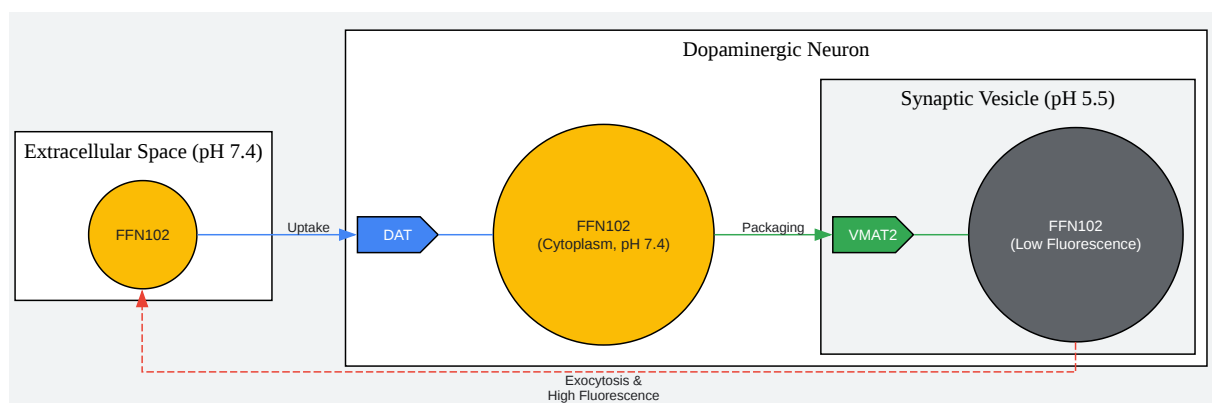 Dopaminergic Neuron
Synaptic Vesicle (pH 5.5)
Extracellular Space (pH 7.4)
FFN102
Uptake
DAT
FFN102
(Cytoplasm, pH 7.4)
Packaging
VMAT2
FFN102
(Low Fluorescence)
Exocytosis &
High Fluorescence